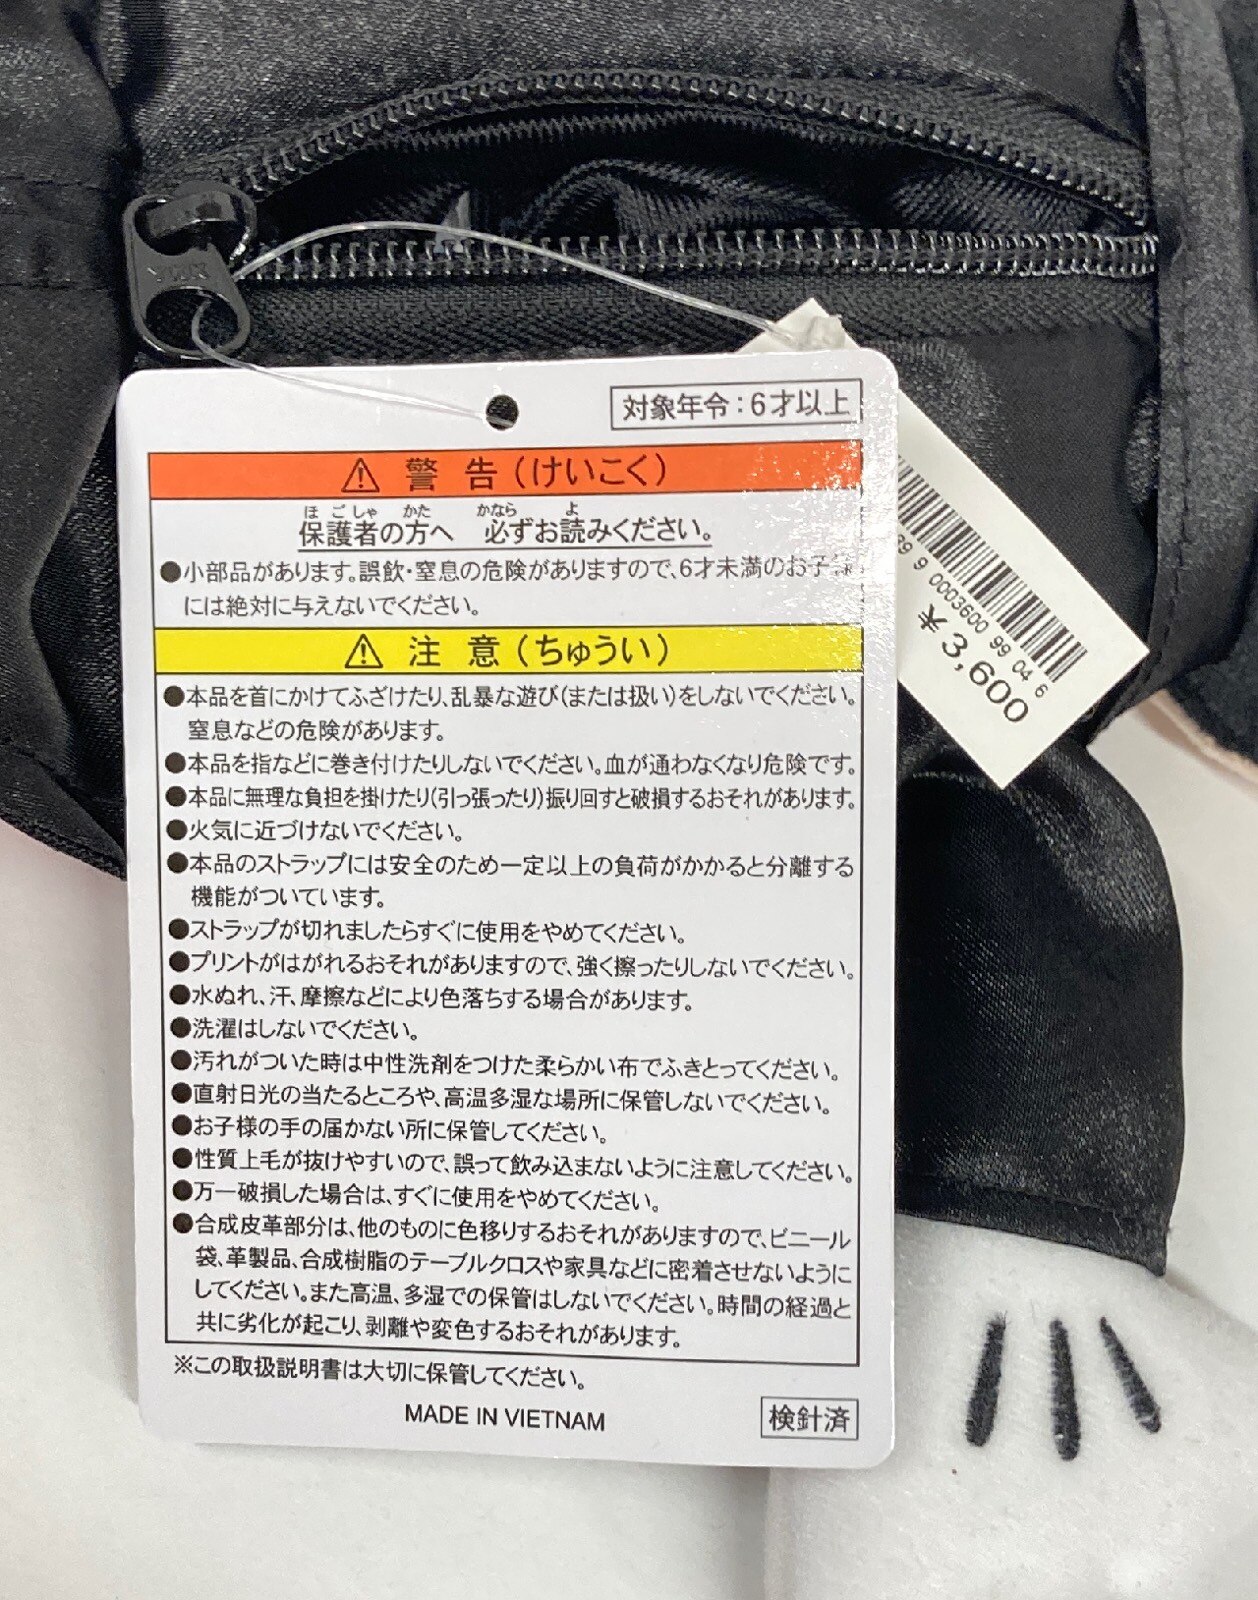 対象年令：6才以上
⚠ 警告（けいこく）
ほごしゃ かた かなら よ
保護者の方へ 必ずお読みください。
●小部品があります。誤飲・窒息の危険がありますので、6才未満のお子様
には絶対に与えないでください。
⚠ 注意（ちゅうい）
●本品を首にかけてふざけたり、乱暴な遊び(または扱い)をしないでください。
窒息などの危険があります。
●本品を指などに巻き付けたりしないでください。血が通わなくなり危険です。
●本品に無理な負担を掛けたり(引っ張ったり)振り回すと破損するおそれがあります。
●火気に近づけないでください。
●本品のストラップには安全のため一定以上の負荷がかかると分離する
機能がついています。
●ストラップが切れましたらすぐに使用をやめてください。
●プリントがはがれるおそれがありますので、強く擦ったりしないでください。
●水ぬれ、汗、摩擦などにより色落ちする場合があります。
●洗濯はしないでください。
●汚れがついた時は中性洗剤をつけた柔らかい布でふきとってください。
●直射日光の当たるところや、高温多湿な場所に保管しないでください。
●お子様の手の届かない所に保管してください。
●性質上毛が抜けやすいので、誤って飲み込まないように注意してください。
●万一破損した場合は、すぐに使用をやめてください。
●合成皮革部分は、他のものに色移りするおそれがありますので、ビニール
袋、革製品、合成樹脂のテーブルクロスや家具などに密着させないように
してください。また高温、多湿での保管はしないでください。時間の経過と
共に劣化が起こり、剥離や変色するおそれがあります。
※この取扱説明書は大切に保管してください。
MADE IN VIETNAM
検針済
9 0003600 99 04 6
¥3,600